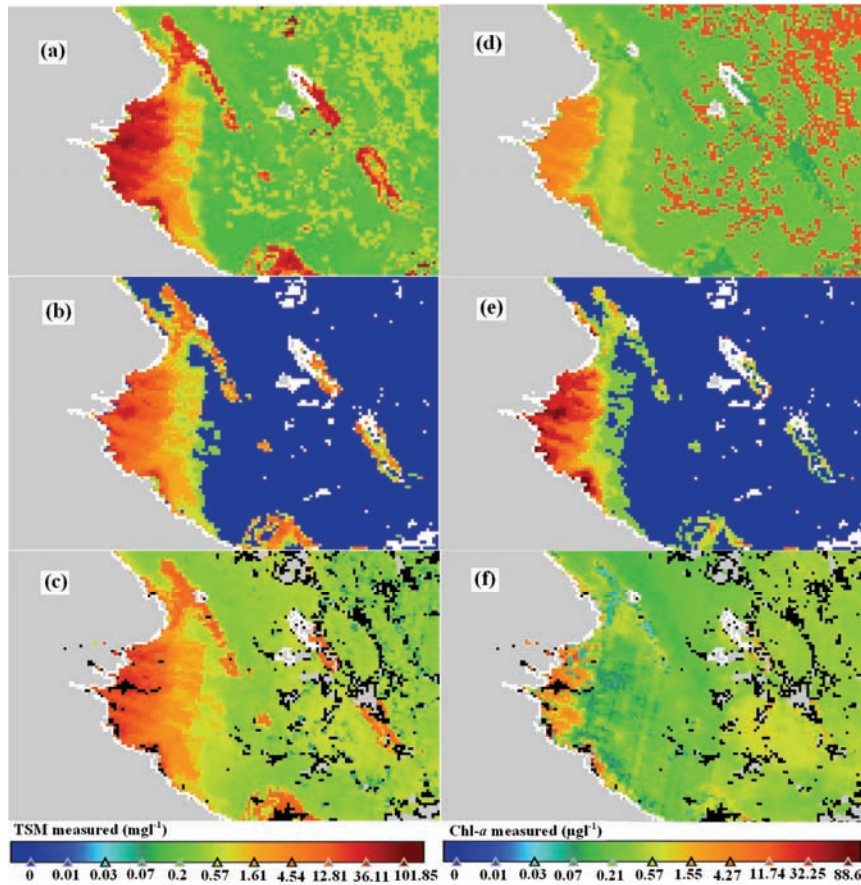 (a)
(d)
(b)
(e)
(c)
(f)
TSM measured (mgl-1)
Chl-a measured (µgl-1)
0 0.01 0.03 0.07 0.2 0.57 1.61 4.54 12.81 36.11 101.85
0 0.01 0.03 0.07 0.21 0.57 1.55 4.27 11.74 32.25 88.6